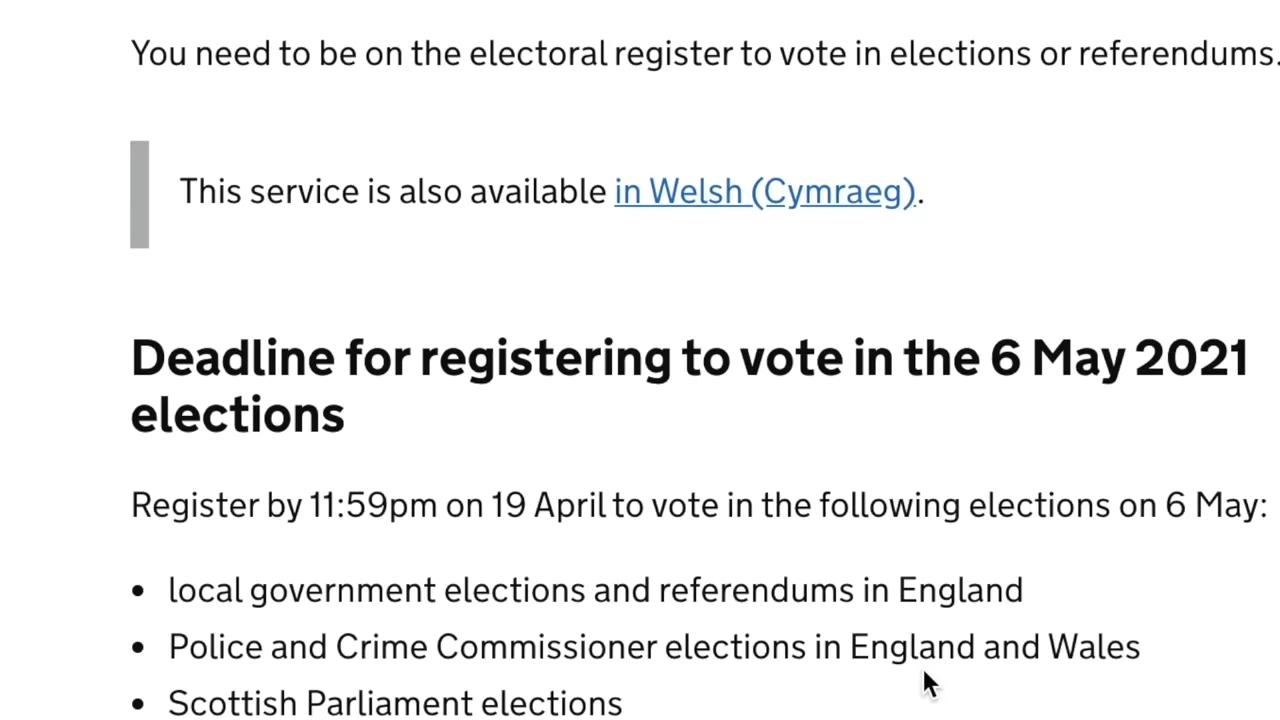 You need to be on the electoral register to vote in elections or referendums.
This service is also available in Welsh (Cymraeg).
Deadline for registering to vote in the 6 May 2021
elections
Register by 11:59pm on 19 April to vote in the following elections on 6 May:
• local government elections and referendums in England
• Police and Crime Commissioner elections in England and Wales
• Scottish Parliament elections